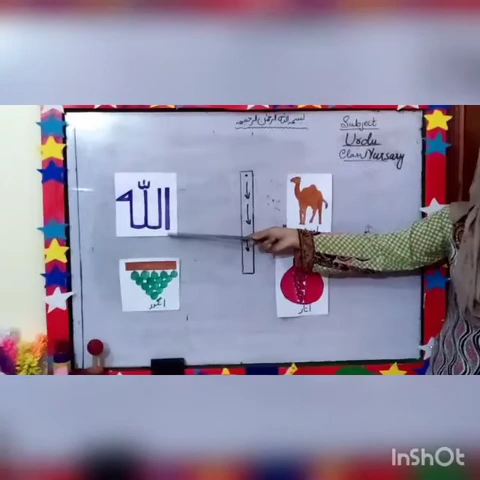 بسم اللہ الرحمن الرحیم
Subject
Urdu
Class Nursery
اللہ
انگور
انار
InShOt